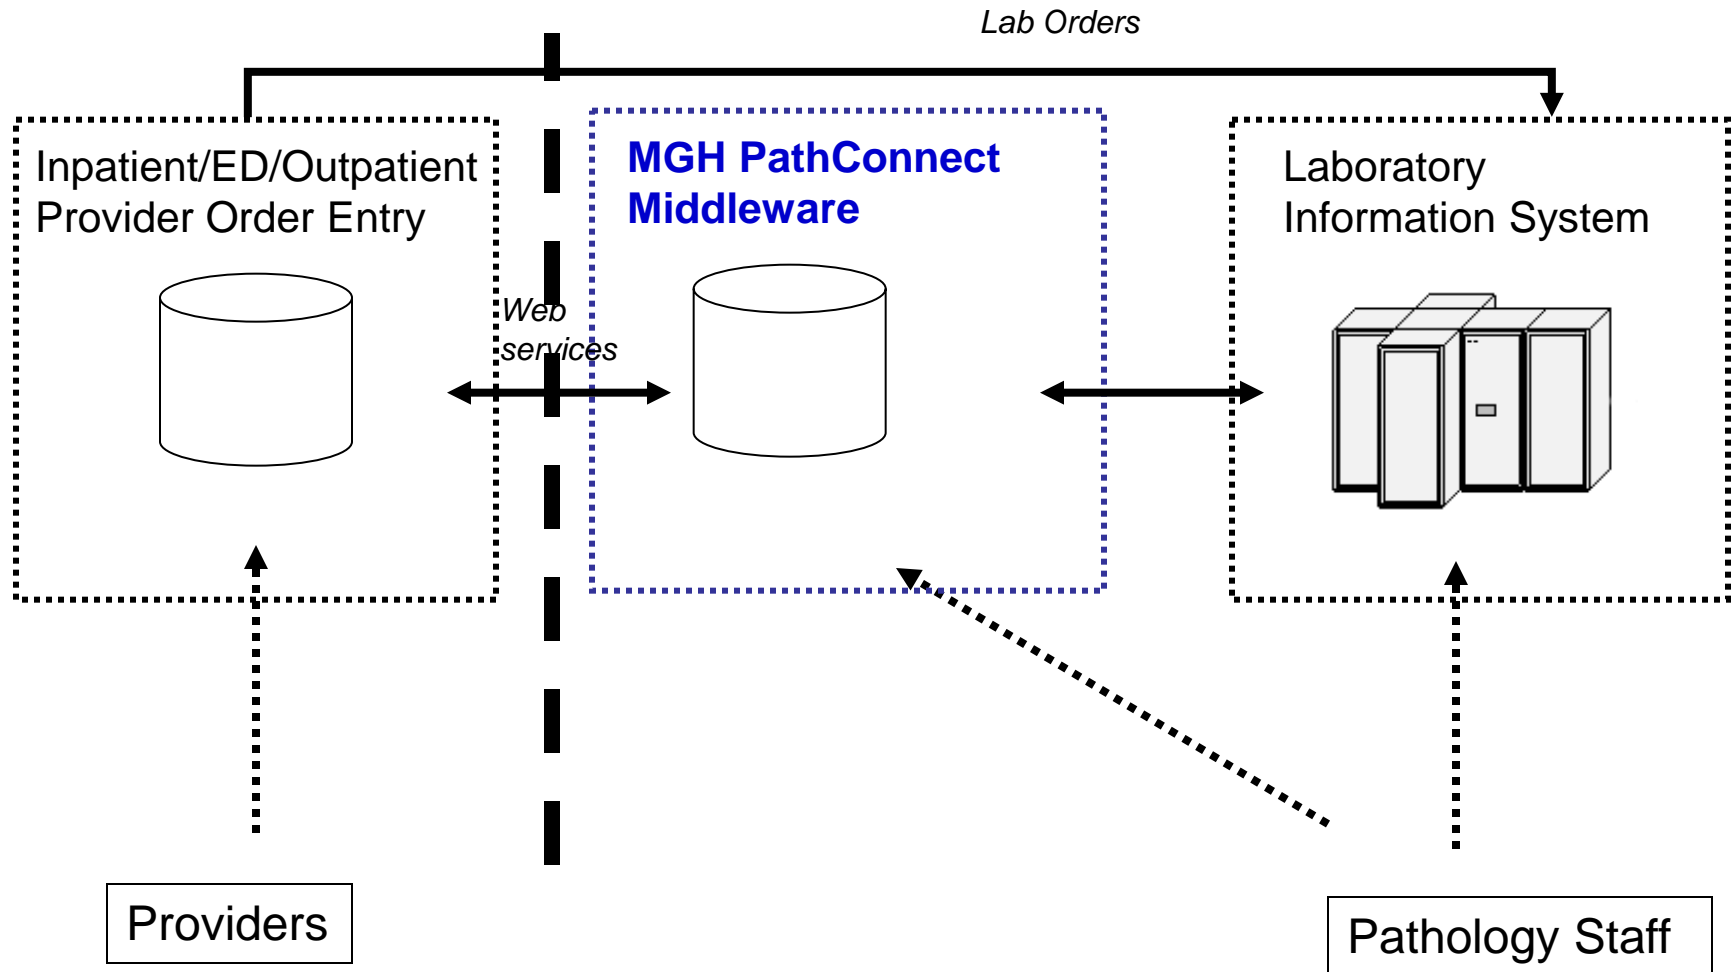 Lab Orders
Inpatient/ED/Outpatient
Provider Order Entry
MGH PathConnect
Middleware
Laboratory
Information System
Web
services
Providers
Pathology Staff